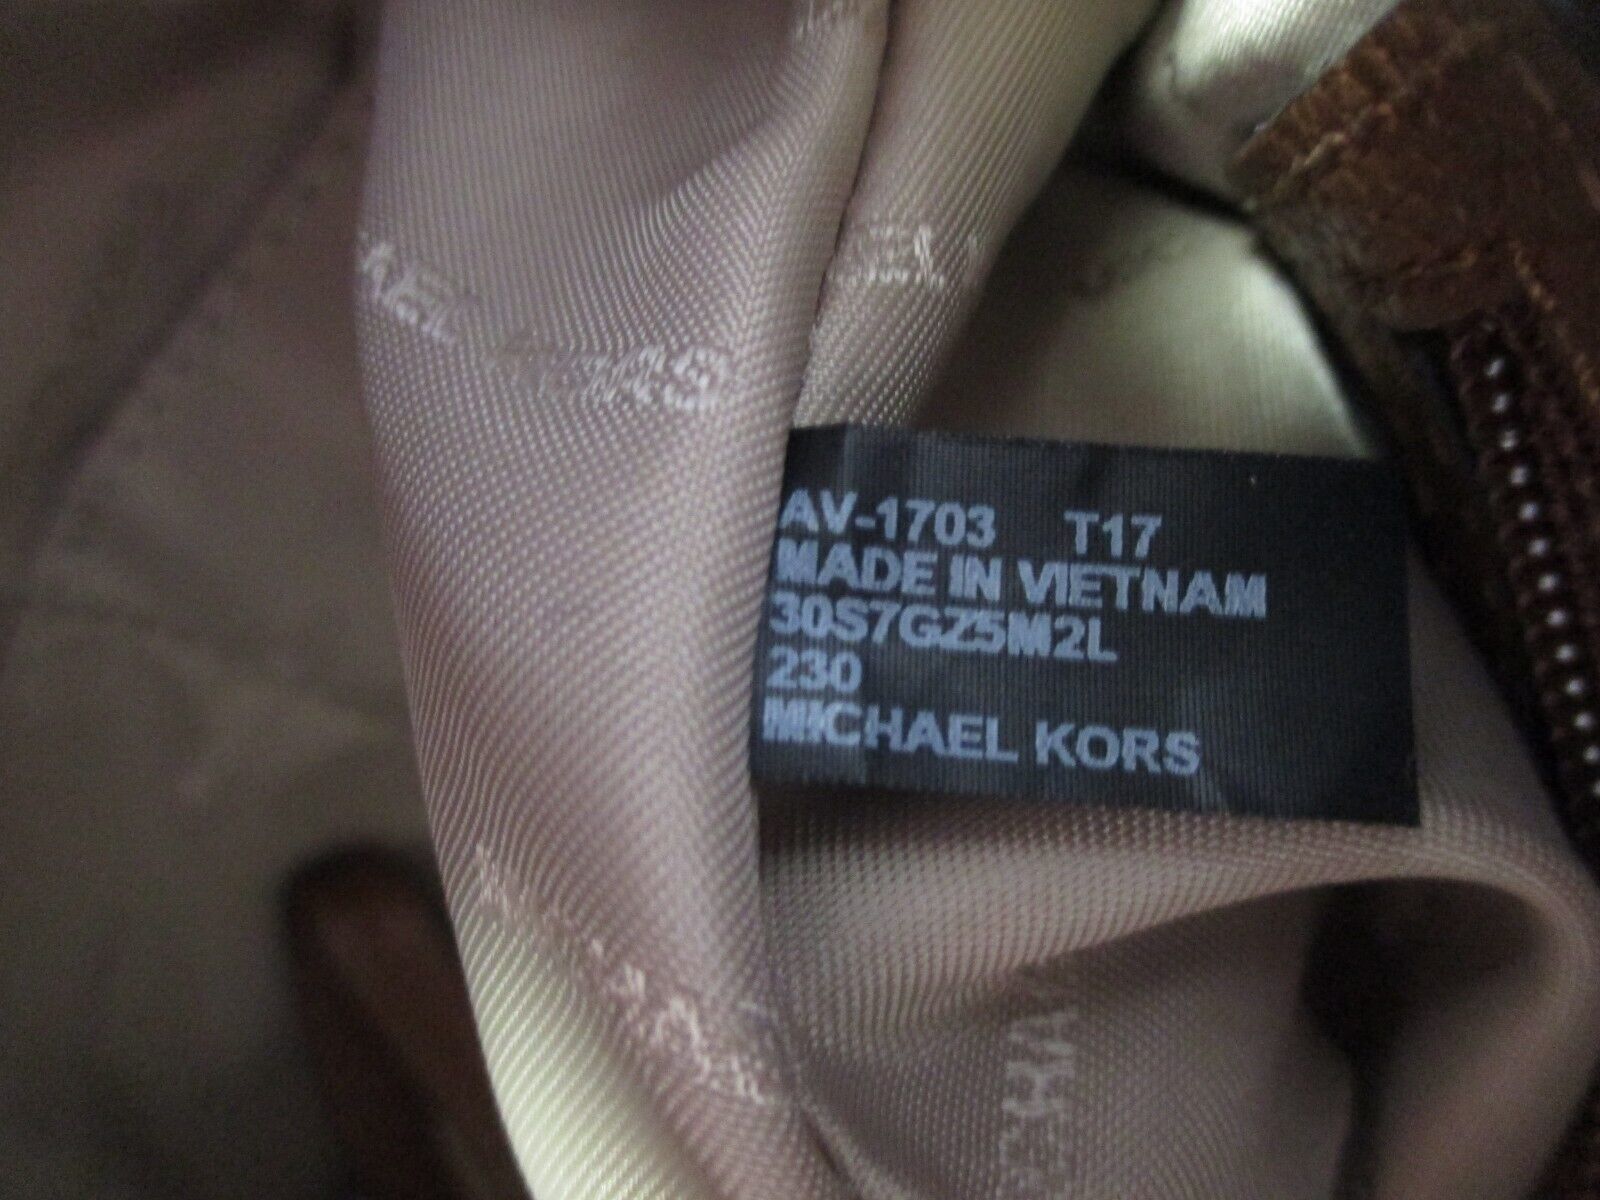 AV-1703 T17
MADE IN VIETNAM
30S7GZ5M2L
230
MICHAEL KORS